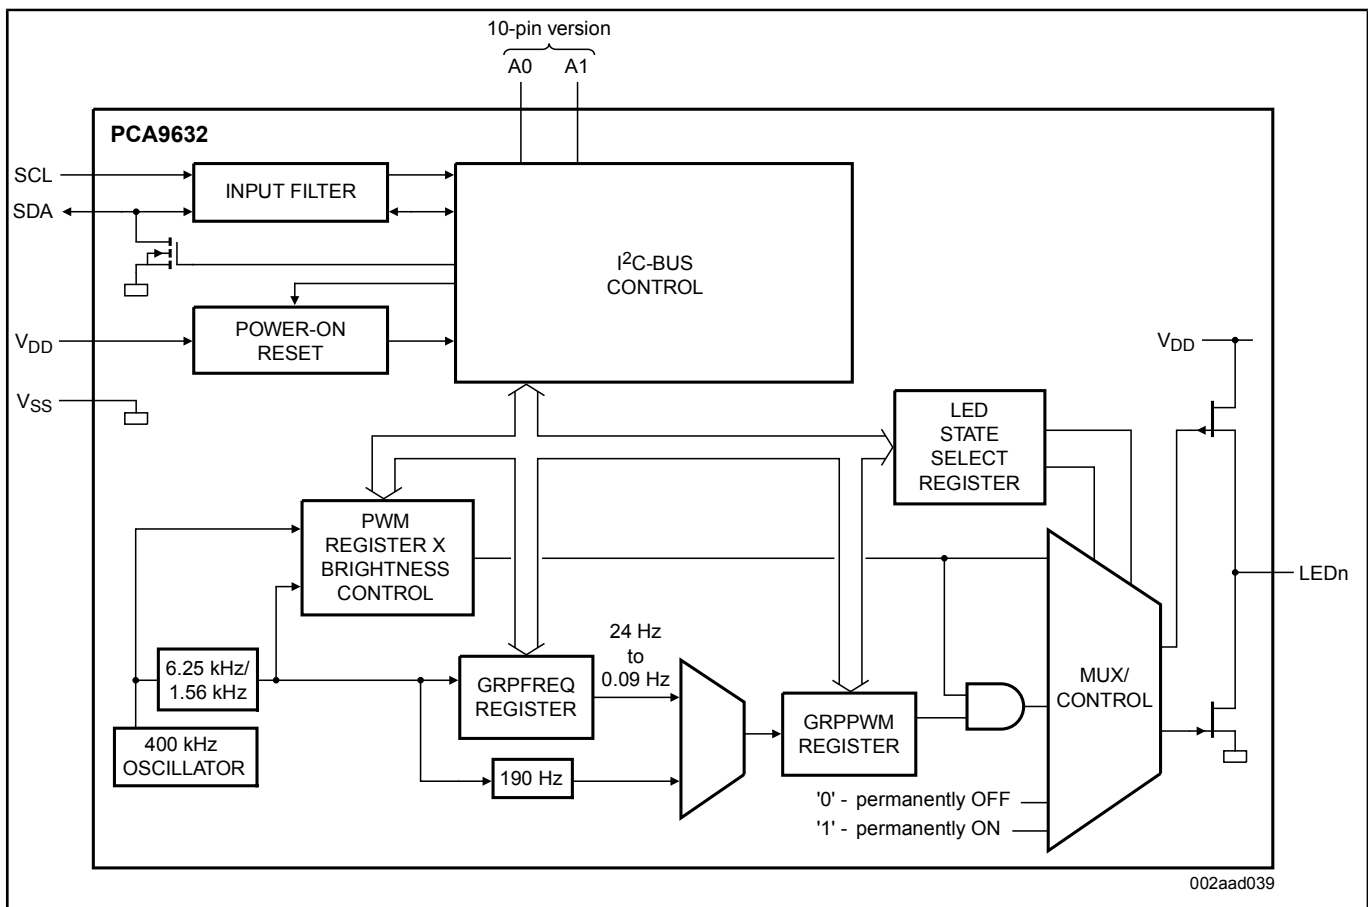 10-pin version
A0 A1
PCA9632
SCL
SDA
INPUT FILTER
I²C-BUS
CONTROL
POWER-ON
RESET
VDD
VSS
VDD
LED
STATE
SELECT
REGISTER
PWM
REGISTER X
BRIGHTNESS
CONTROL
LEDn
24 Hz
to
0.09 Hz
6.25 kHz/
1.56 kHz
GRPFREQ
REGISTER
MUX/
CONTROL
GRPPWM
REGISTER
400 kHz
OSCILLATOR
190 Hz
'0' - permanently OFF
'1' - permanently ON
002aad039